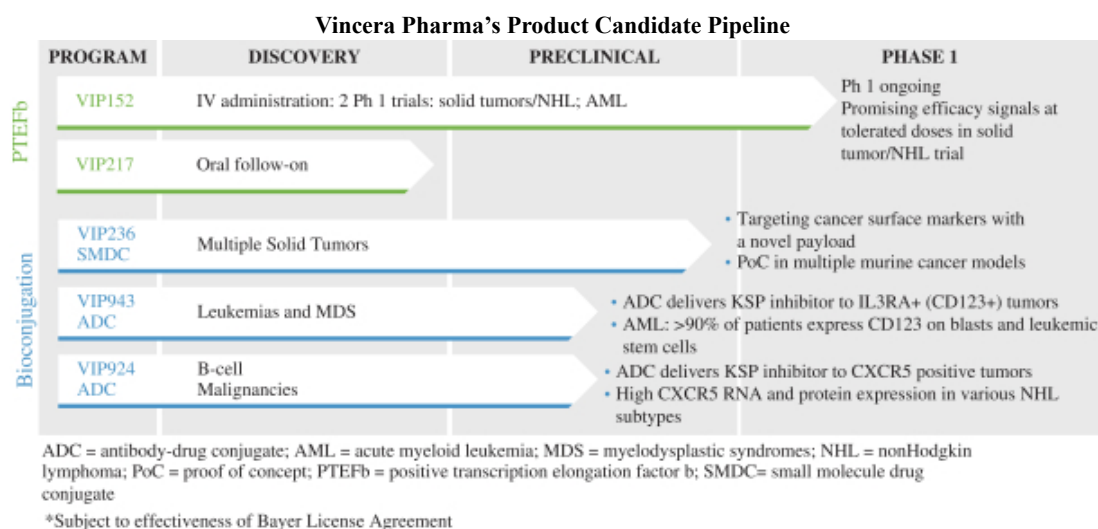 Vincera Pharma's Product Candidate Pipeline
PROGRAM DISCOVERY PRECLINICAL PHASE 1
PTEFb
VIP152 IV administration: 2 Ph 1 trials: solid tumors/NHL; AML
Ph 1 ongoing
Promising efficacy signals at
tolerated doses in solid
tumor/NHL trial
VIP217 Oral follow-on
Bioconjugation
VIP236
SMDC
Multiple Solid Tumors
• Targeting cancer surface markers with
a novel payload
• PoC in multiple murine cancer models
VIP943
ADC
Leukemias and MDS
• ADC delivers KSP inhibitor to IL3RA+ (CD123+) tumors
• AML: >90% of patients express CD123 on blasts and leukemic
stem cells
VIP924
ADC
B-cell
Malignancies
• ADC delivers KSP inhibitor to CXCR5 positive tumors
• High CXCR5 RNA and protein expression in various NHL
subtypes
ADC = antibody-drug conjugate; AML = acute myeloid leukemia; MDS = myelodysplastic syndromes; NHL = nonHodgkin
lymphoma; PoC = proof of concept; PTEFb = positive transcription elongation factor b; SMDC= small molecule drug
conjugate
*Subject to effectiveness of Bayer License Agreement